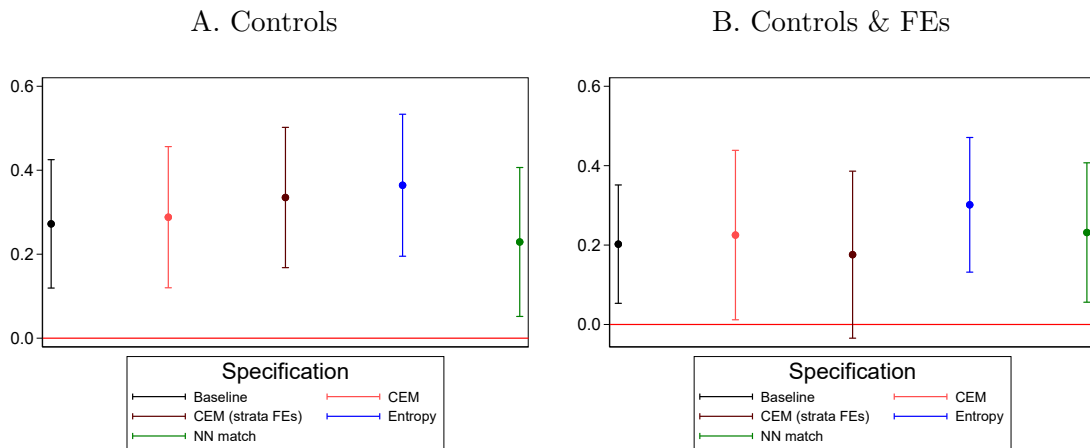 A. Controls
B. Controls & FEs
0.6
0.4
0.2
0.0
0.6
0.4
0.2
0.0
Specification
Baseline CEM
CEM (strata FEs) Entropy
NN match
Specification
Baseline CEM
CEM (strata FEs) Entropy
NN match